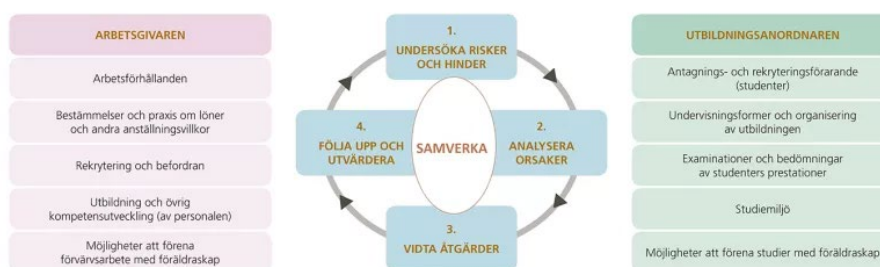 ARBETSGIVAREN
Arbetsförhållanden
Bestämmelser och praxis om löner
och andra anställningsvillkor
Rekrytering och befordran
Utbildning och övrig
kompetensutveckling (av personalen)
Möjligheter att förena
förvärvsarbete med föräldraskap
1.
UNDERSÖKA RISKER
OCH HINDER
2.
ANALYSERA
ORSAKER
3.
VIDTA ÅTGÄRDER
4.
FÖLJA UPP OCH
UTVÄRDERA
SAMVERKA
UTBILDNINGSANORDNAREN
Antagnings- och rekryteringsförarande
(studenter)
Undervisningsformer och organisering
av utbildningen
Examinationer och bedömningar
av studenters prestationer
Studiemiljö
Möjligheter att förena studier med föräldraskap